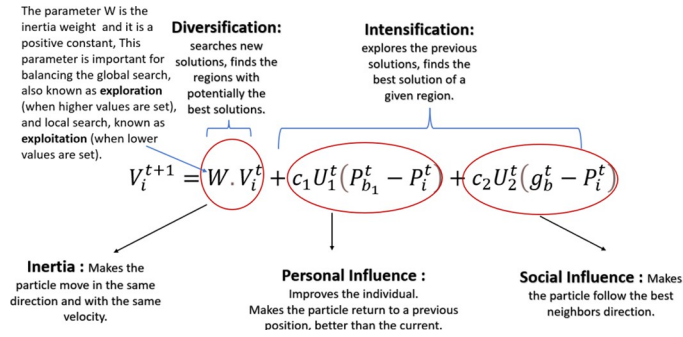 The parameter W is the
inertia weight and it is a
positive constant, This
parameter is important for
balancing the global search,
also known as exploration
(when higher values are set),
and local search, known as
exploitation (when lower
values are set).
Diversification:
searches new
solutions, finds the
regions with
potentially the
best solutions.
Intensification:
explores the previous
solutions, finds the
best solution of a
given region.
V_i^{t+1} = W.V_i^t + c_1U_1^t(P_{b_1}^t − P_i^t) + c_2U_2^t(g_b^t − P_i^t)
Inertia : Makes the
particle move in the same
direction and with the same
velocity.
Personal Influence :
Improves the individual.
Makes the particle return to a previous
position, better than the current.
Social Influence : Makes
the particle follow the best
neighbors direction.